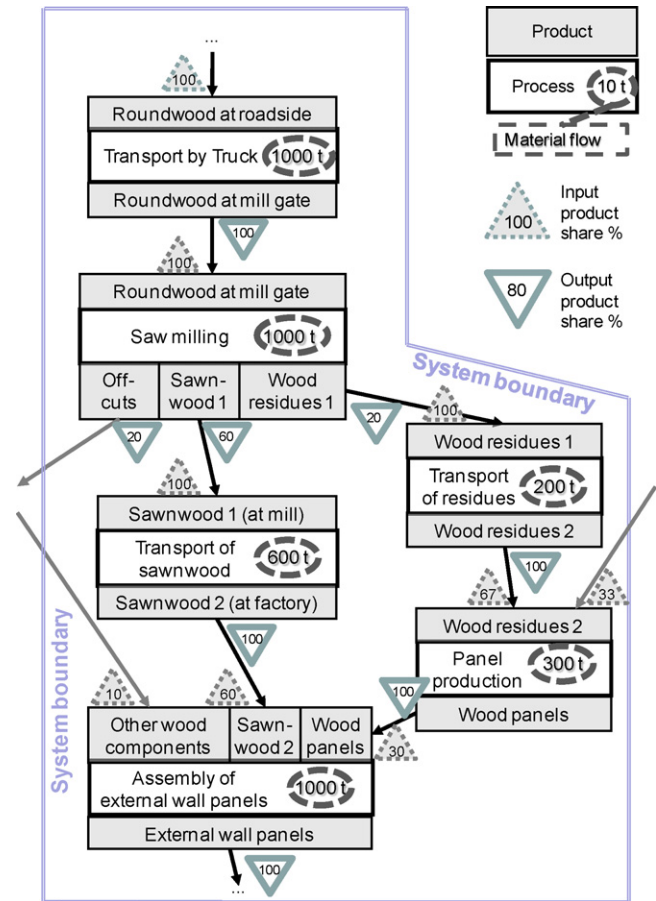 ...
100
Roundwood at roadside
Transport by Truck 1000 t
Roundwood at mill gate
100
100
Roundwood at mill gate
Saw milling 1000 t
Off-cuts
Sawn-wood 1
Wood residues 1
20
60
20
100
Sawnwood 1 (at mill)
Transport of sawnwood
600 t
Sawnwood 2 (at factory)
100
100
Wood residues 1
Transport of residues
200 t
Wood residues 2
100
67
33
Wood residues 2
Panel production
300 t
Wood panels
100
10
60
30
Other wood components
Sawn-wood 2
Wood panels
Assembly of external wall panels
1000 t
External wall panels
100
...
System boundary
System boundary
Product
Process 10 t
Material flow
100
Input product share %
80
Output product share %